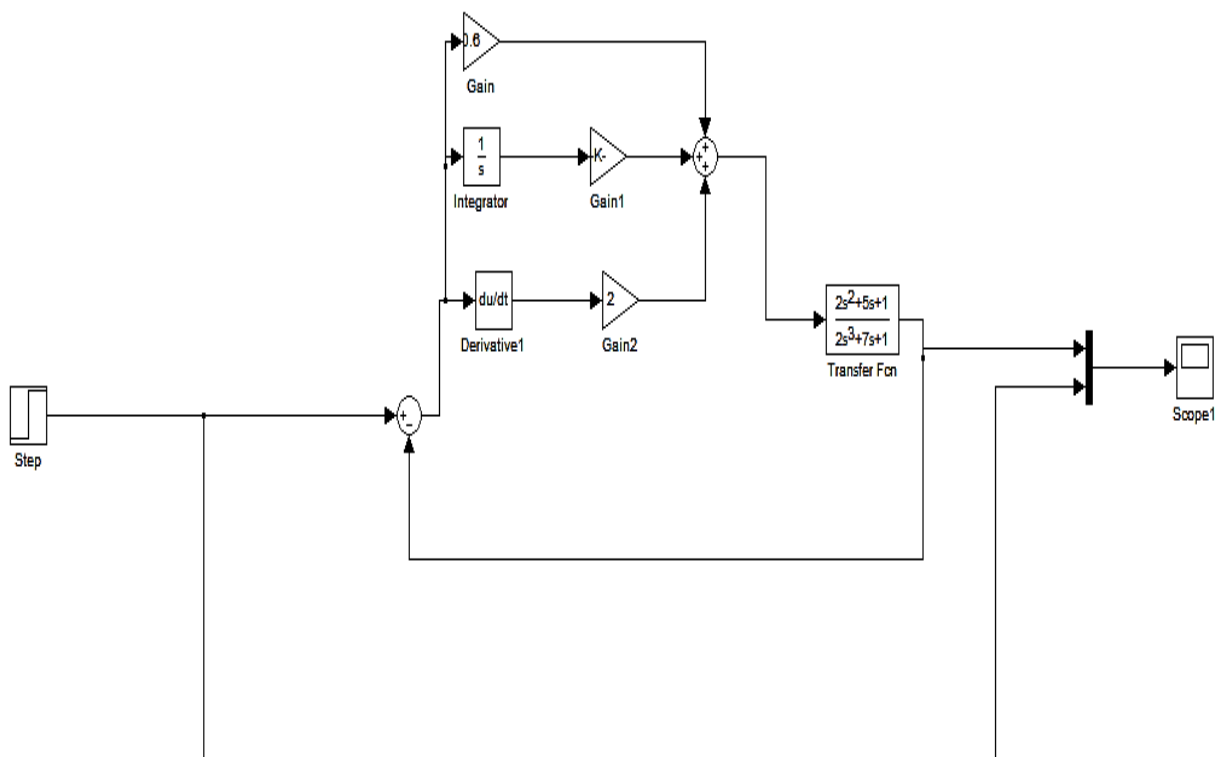 0.6
Gain
+
1
s
+
-K-
+
Integrator
Gain1
du/dt
2
2s²+5s+1
2s³+7s+1
Derivative1
Gain2
Transfer Fcn
+
-
Step
Scope1